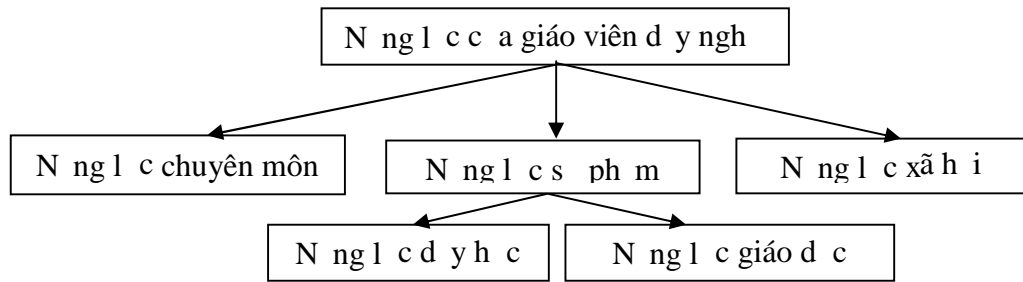 N ng l c c a giáo viên d y ngh
N ng l c chuyên môn
N ng l c s ph m
N ng l c xã h i
N ng l c d y h c
N ng l c giáo d c